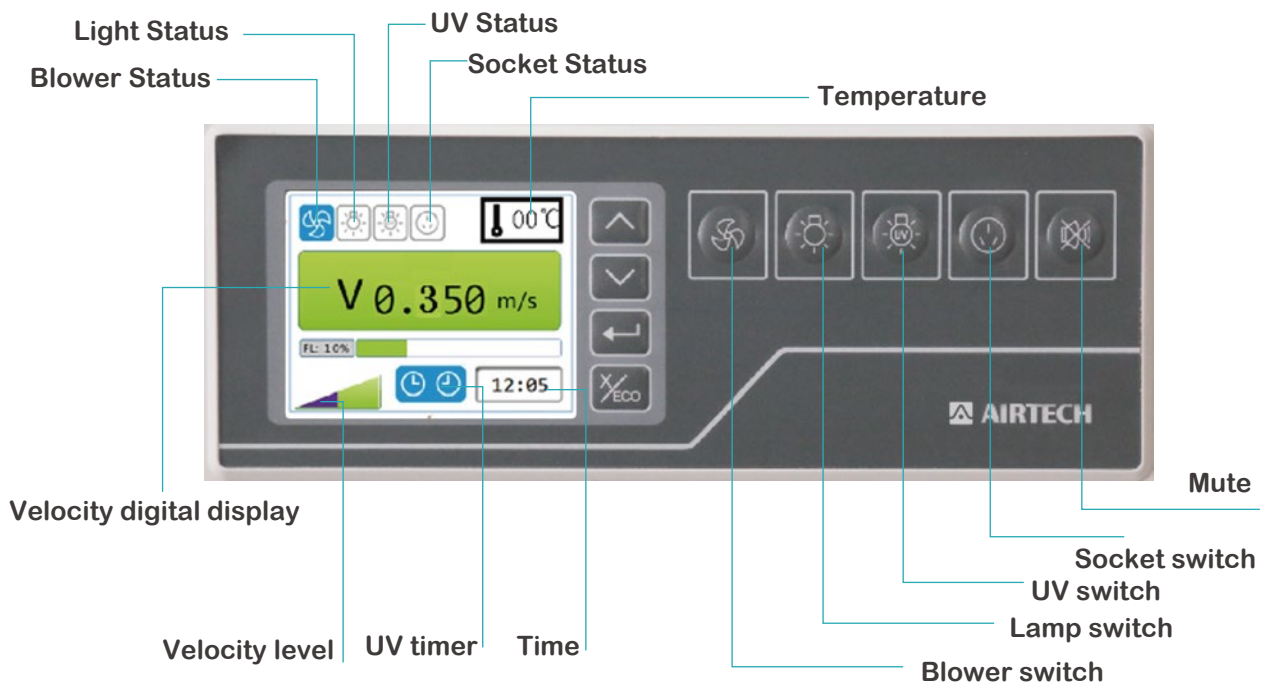 UV Status
Light Status
Socket Status
Blower Status
Temperature
00℃
V 0.350 m/s
UV
FL: 10%
12:05
X/ECO
AIRTECH
Mute
Velocity digital display
Socket switch
UV switch
Lamp switch
Velocity level
UV timer
Time
Blower switch